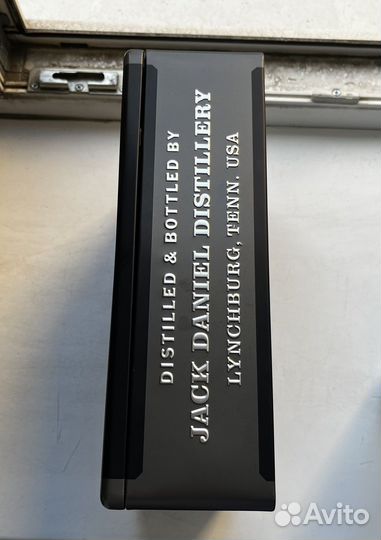 DISTILLED & BOTTLED BY
JACK DANIEL DISTILLERY
LYNCHBURG, TENN. USA
Avito